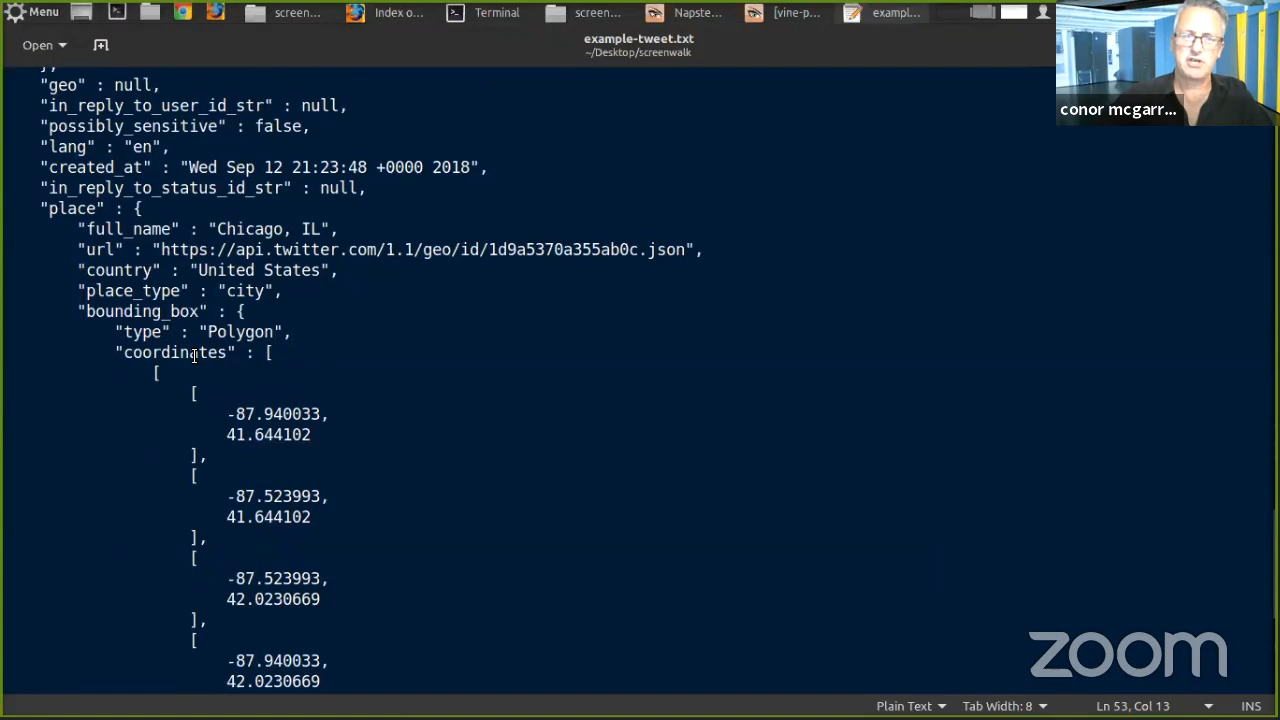 Menu screen... Index o... Terminal screen... Napste... [vine-p... exampl...
Open example-tweet.txt
~/Desktop/screenwalk
conor mcgarr...
},
"geo" : null,
"in_reply_to_user_id_str" : null,
"possibly_sensitive" : false,
"lang" : "en",
"created_at" : "Wed Sep 12 21:23:48 +0000 2018",
"in_reply_to_status_id_str" : null,
"place" : {
"full_name" : "Chicago, IL",
"url" : "https://api.twitter.com/1.1/geo/id/1d9a5370a355ab0c.json",
"country" : "United States",
"place_type" : "city",
"bounding_box" : {
"type" : "Polygon",
"coordinates" : [
[
[
-87.940033,
41.644102
],
[
-87.523993,
41.644102
],
[
-87.523993,
42.0230669
],
[
-87.940033,
42.0230669
zoom
Plain Text Tab Width: 8 Ln 53, Col 13 INS